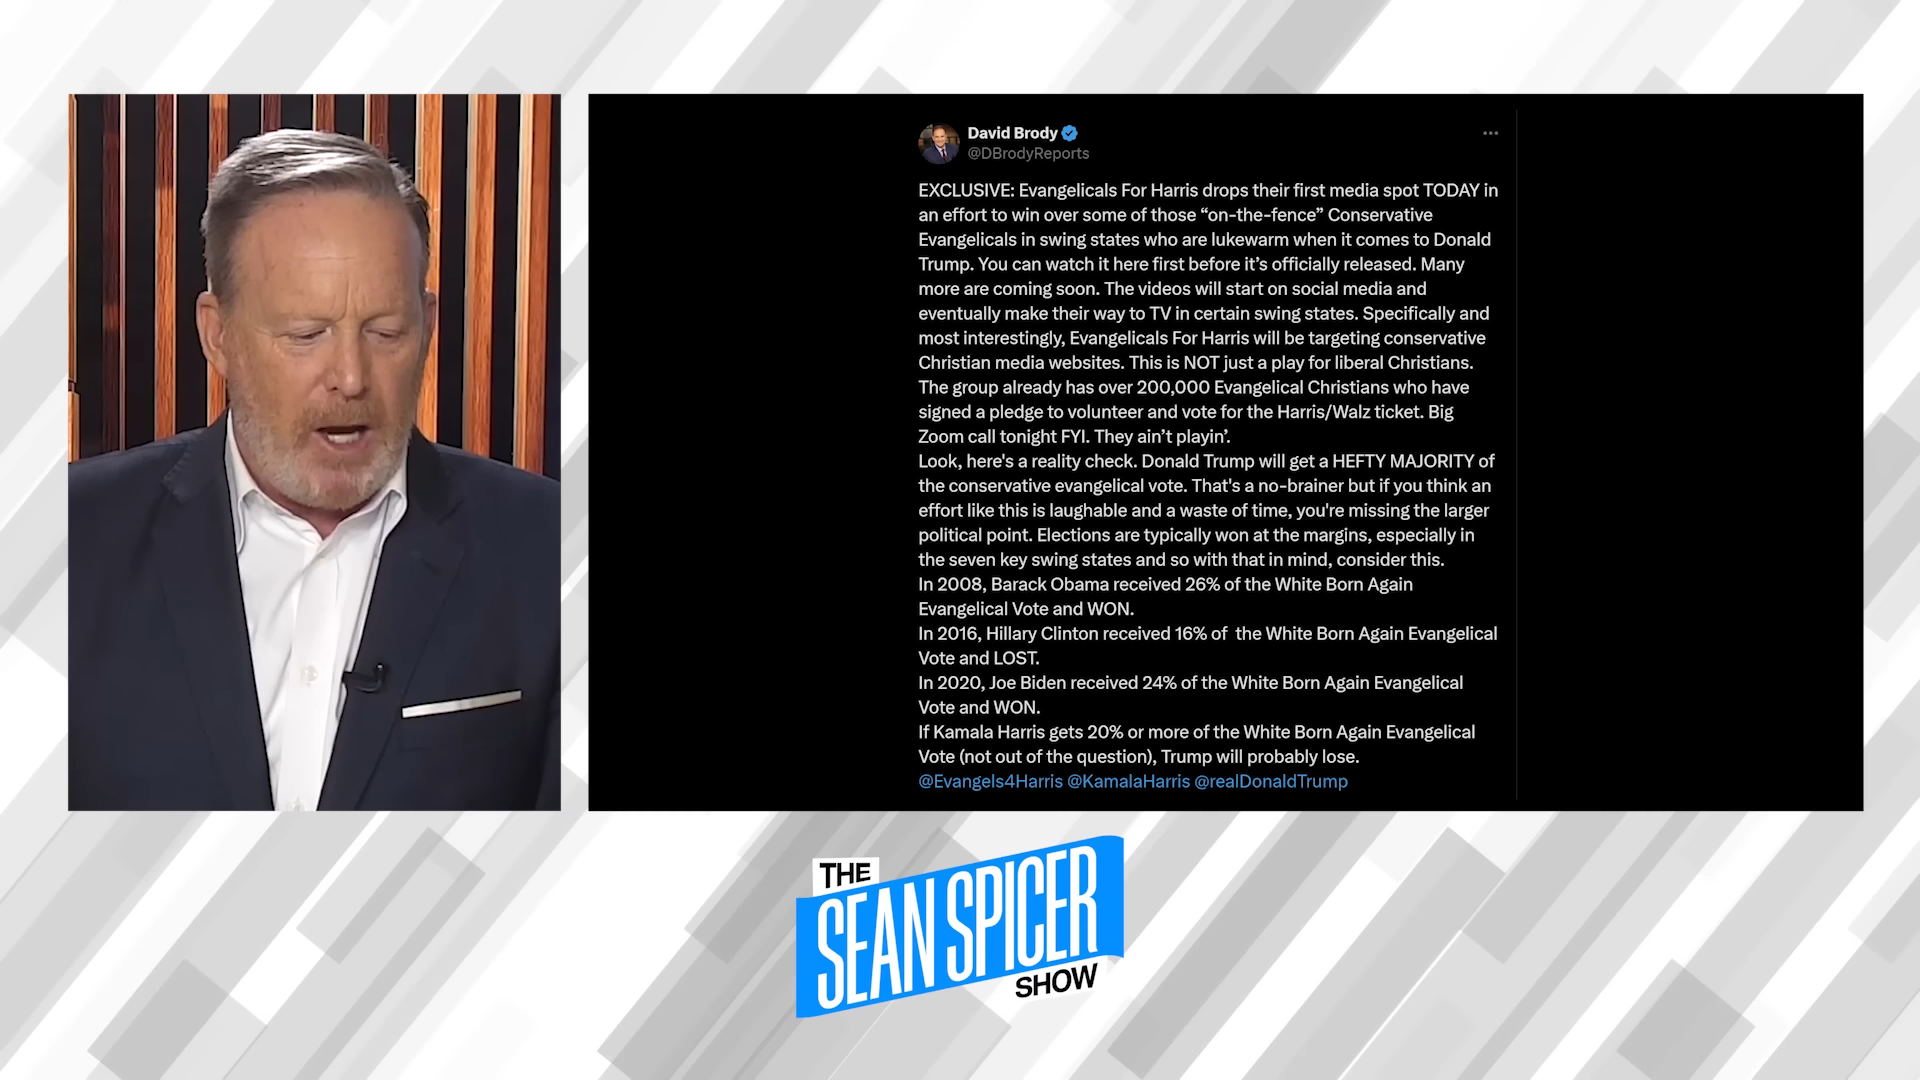 David Brody
@DBrodyReports
EXCLUSIVE: Evangelicals For Harris drops their first media spot TODAY in
an effort to win over some of those “on-the-fence” Conservative
Evangelicals in swing states who are lukewarm when it comes to Donald
Trump. You can watch it here first before it’s officially released. Many
more are coming soon. The videos will start on social media and
eventually make their way to TV in certain swing states. Specifically and
most interestingly, Evangelicals For Harris will be targeting conservative
Christian media websites. This is NOT just a play for liberal Christians.
The group already has over 200,000 Evangelical Christians who have
signed a pledge to volunteer and vote for the Harris/Walz ticket. Big
Zoom call tonight FYI. They ain’t playin’.
Look, here's a reality check. Donald Trump will get a HEFTY MAJORITY of
the conservative evangelical vote. That's a no-brainer but if you think an
effort like this is laughable and a waste of time, you're missing the larger
political point. Elections are typically won at the margins, especially in
the seven key swing states and so with that in mind, consider this.
In 2008, Barack Obama received 26% of the White Born Again
Evangelical Vote and WON.
In 2016, Hillary Clinton received 16% of  the White Born Again Evangelical
Vote and LOST.
In 2020, Joe Biden received 24% of the White Born Again Evangelical
Vote and WON.
If Kamala Harris gets 20% or more of the White Born Again Evangelical
Vote (not out of the question), Trump will probably lose.
@Evangels4Harris @KamalaHarris @realDonaldTrump
THE
SEAN SPICER
SHOW